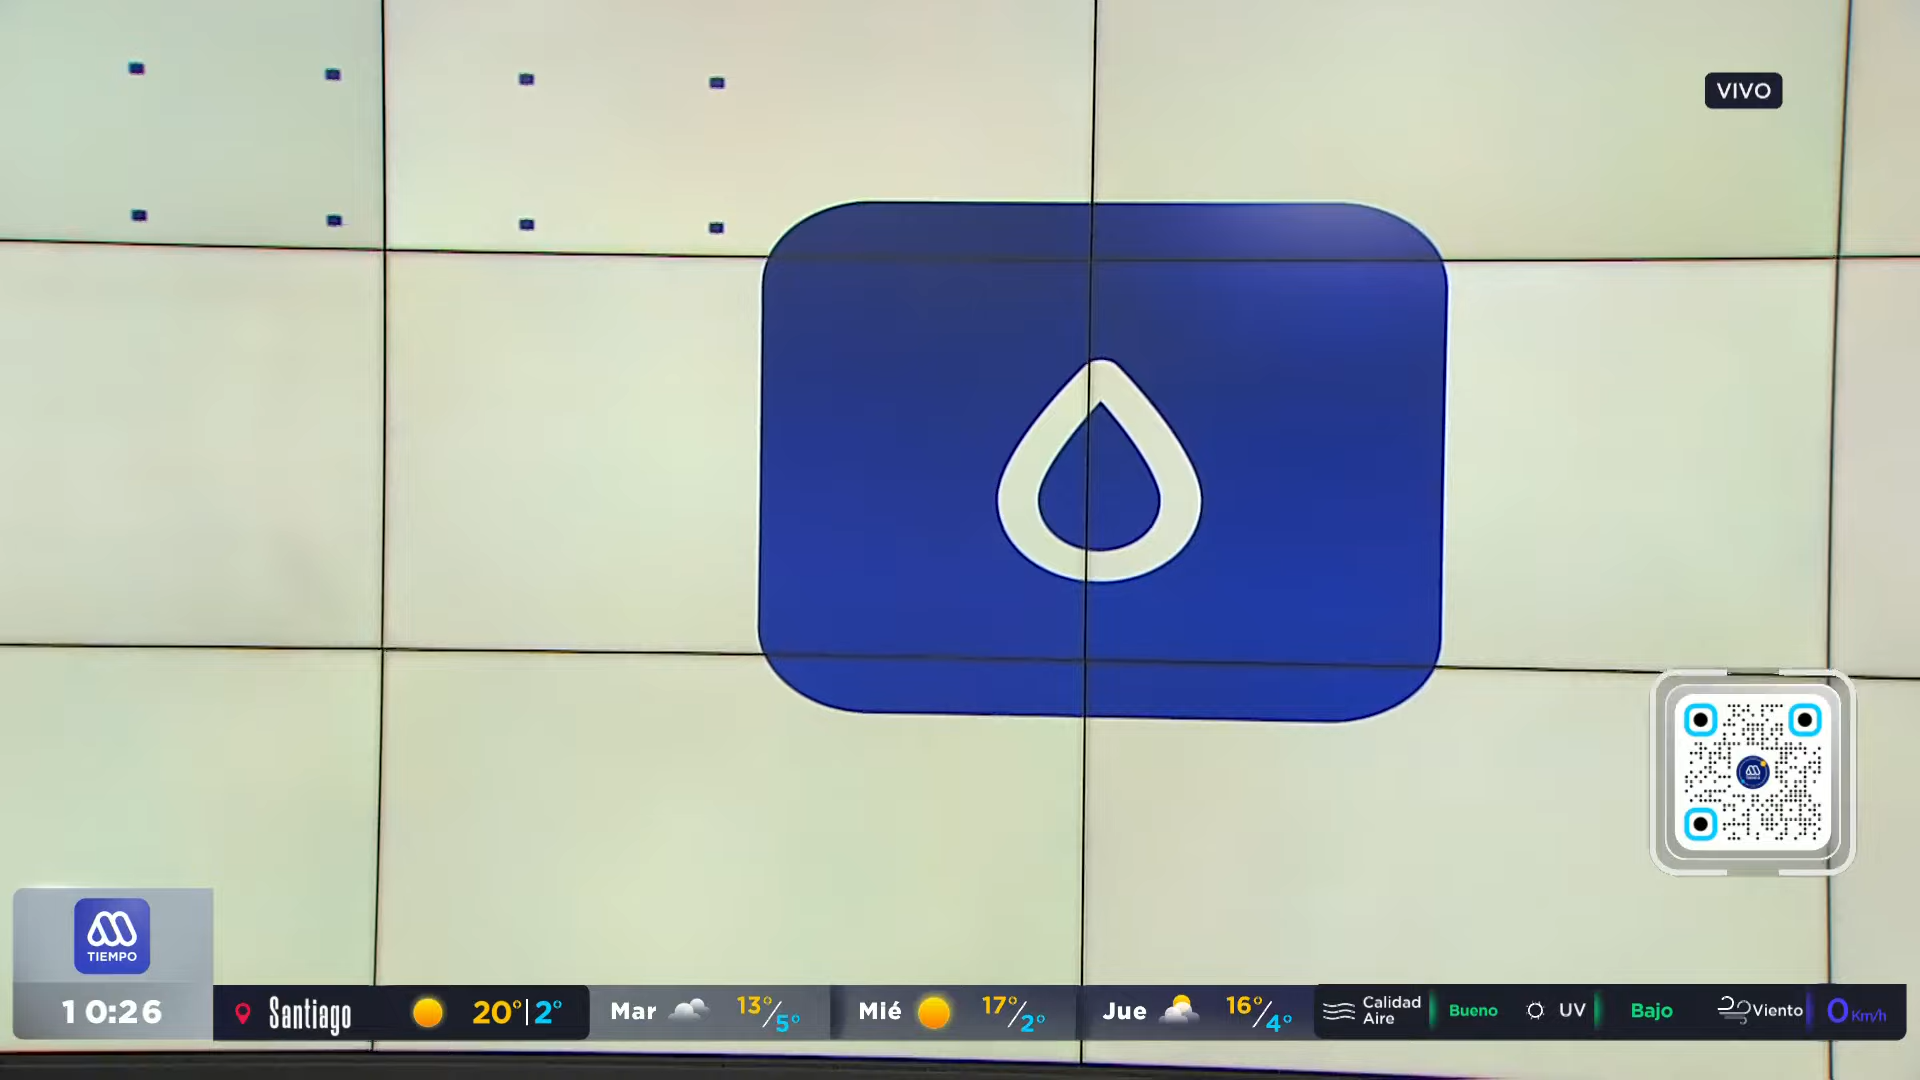 VIVO
TIEMPO
10:26
Santiago
20°|2°
Mar
13°/5°
Mié
17°/2°
Jue
16°/4°
Calidad
Aire
Bueno
UV
Bajo
Viento
0 Km/h